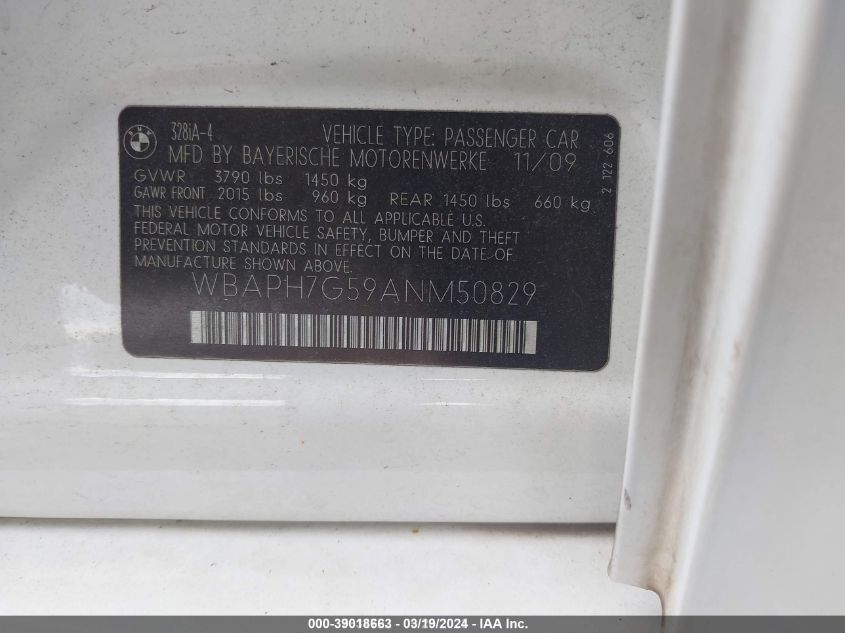 328iA-4 VEHICLE TYPE: PASSENGER CAR
MFD BY BAYERISCHE MOTORENWERKE 11/09
GVWR 3790 lbs 1450 kg
GAWR FRONT 2015 lbs 960 kg REAR 1450 lbs 660 kg
THIS VEHICLE CONFORMS TO ALL APPLICABLE U.S.
FEDERAL MOTOR VEHICLE SAFETY, BUMPER AND THEFT
PREVENTION STANDARDS IN EFFECT ON THE DATE OF
MANUFACTURE SHOWN ABOVE.
WBAPH7G59ANM50829
2 122 606
BMW
000-39018663 - 03/19/2024 - IAA Inc.